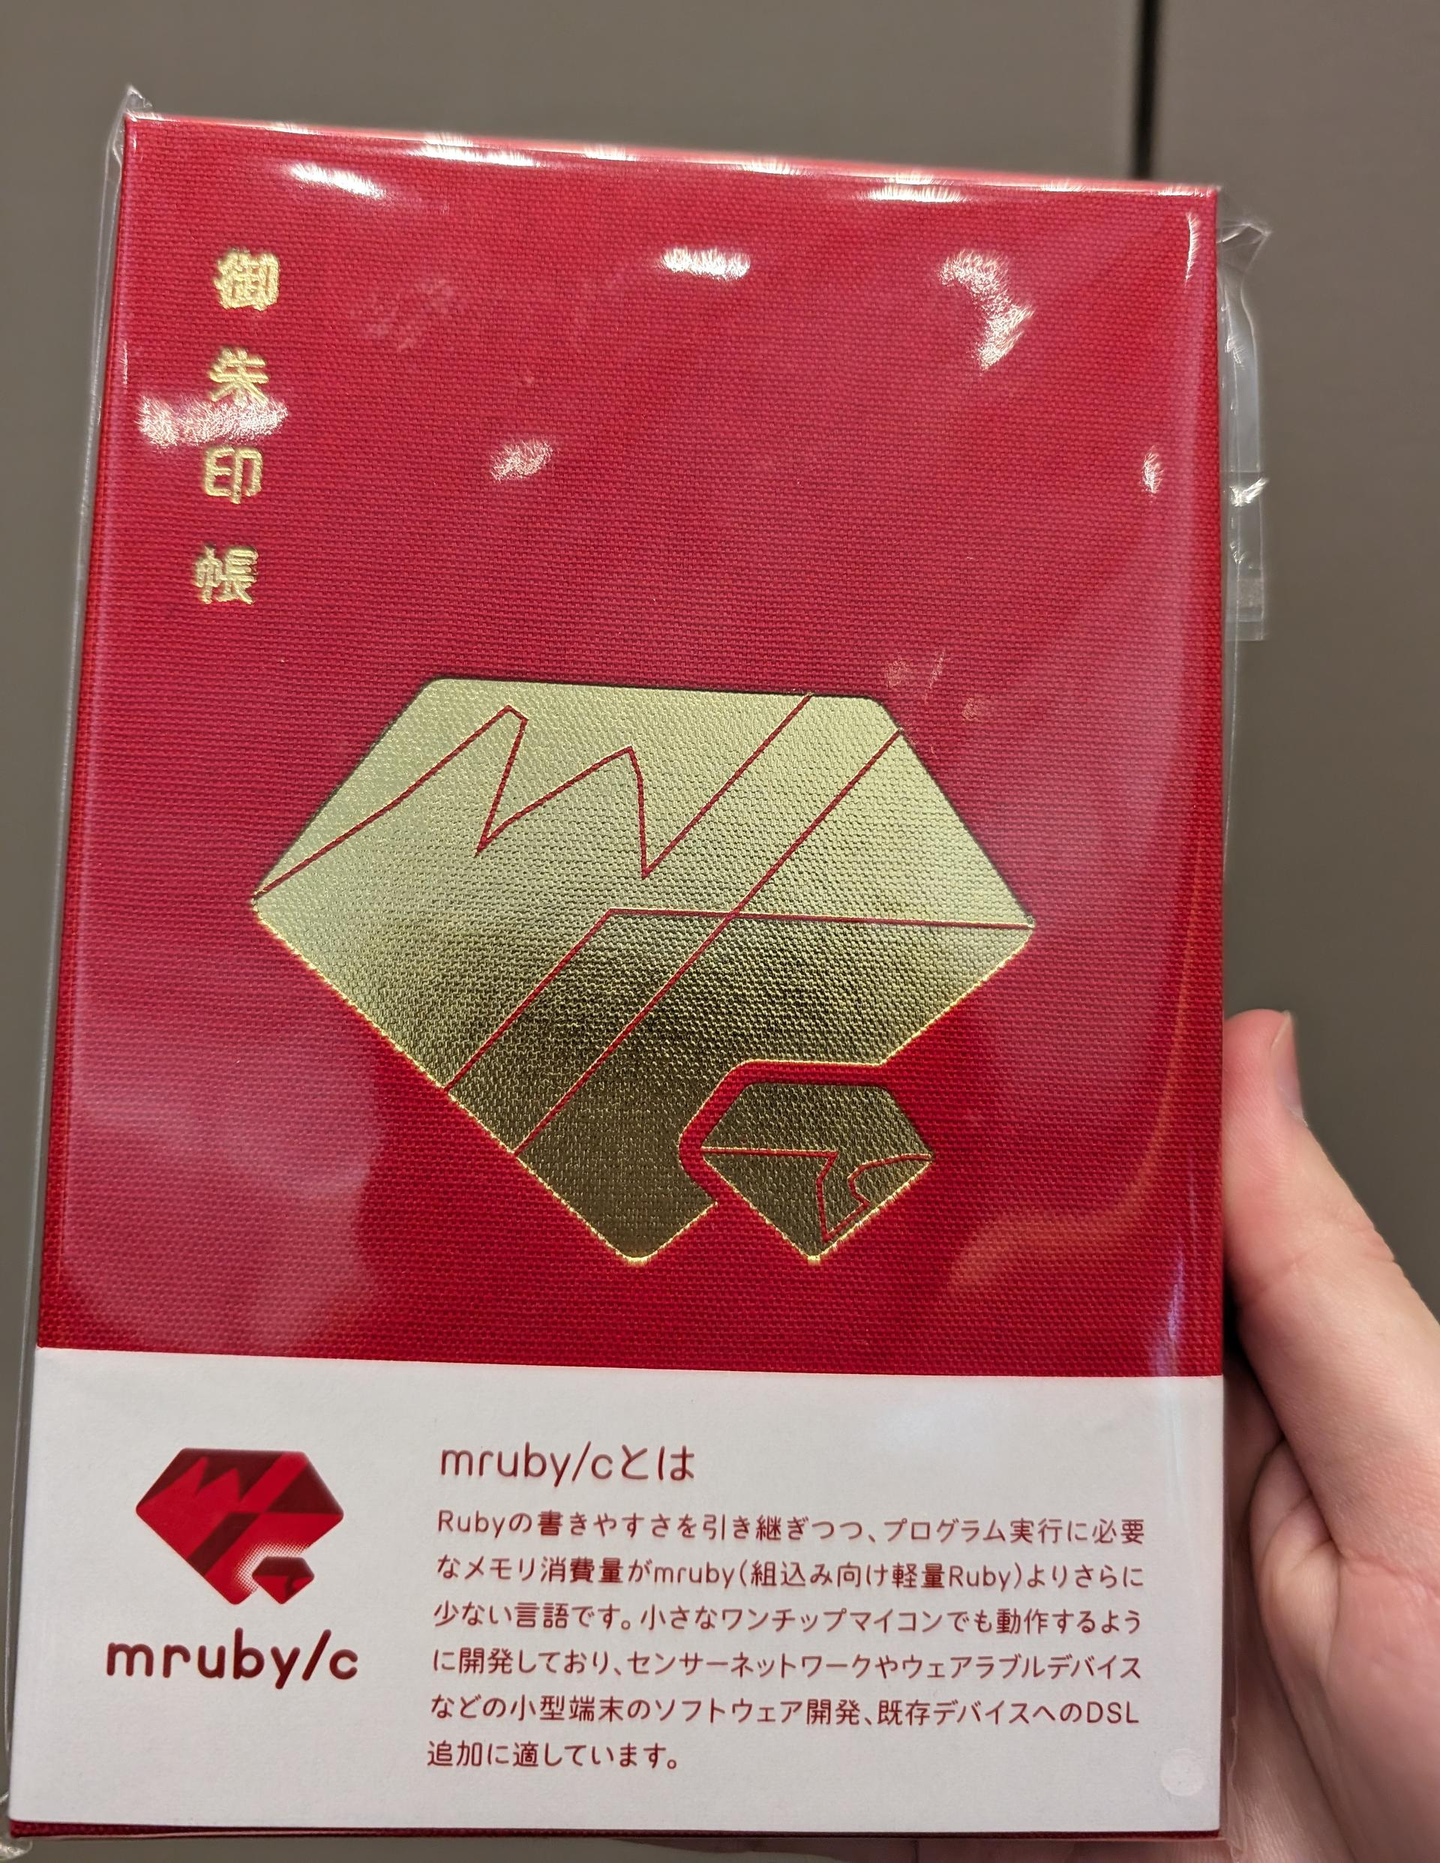 御朱印帳
mruby/c
mruby/cとは
Rubyの書きやすさを引き継ぎつつ、プログラム実行に必要
なメモリ消費量がmruby(組込み向け軽量Ruby)よりさらに
少ない言語です。小さなワンチップマイコンでも動作するよう
に開発しており、センサーネットワークやウェアラブルデバイス
などの小型端末のソフトウェア開発、既存デバイスへのDSL
追加に適しています。